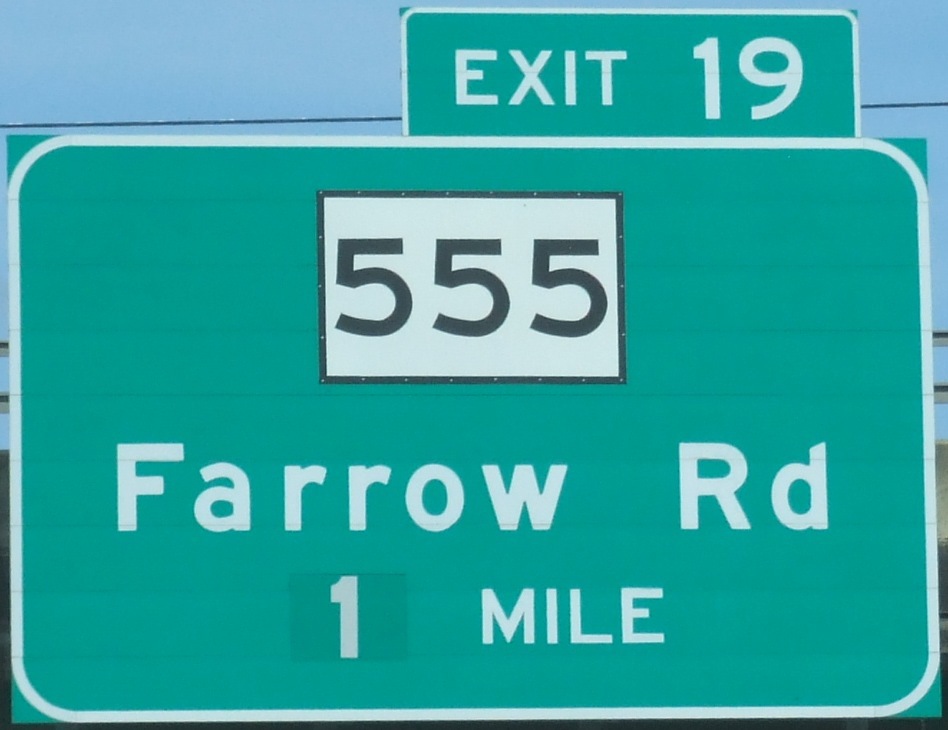 EXIT 19
555
Farrow Rd
1 MILE